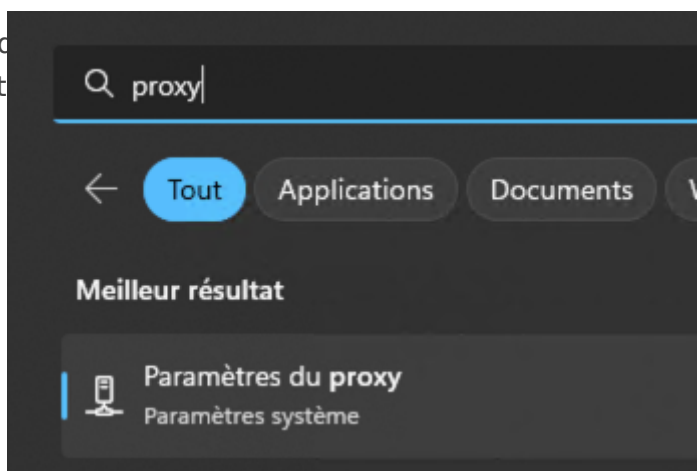 proxy
Tout Applications Documents
Meilleur résultat
Paramètres du proxy
Paramètres système